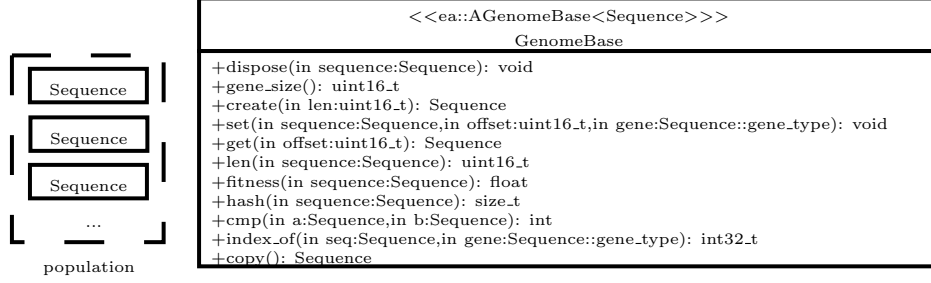 Sequence
Sequence
Sequence
...
population
<<ea::AGenomeBase<Sequence>>>
GenomeBase
+dispose(in sequence:Sequence): void
+gene_size(): uint16_t
+create(in len:uint16_t): Sequence
+set(in sequence:Sequence,in offset:uint16_t,in gene:Sequence::gene_type): void
+get(in offset:uint16_t): Sequence
+len(in sequence:Sequence): uint16_t
+fitness(in sequence:Sequence): float
+hash(in sequence:Sequence): size_t
+cmp(in a:Sequence,in b:Sequence): int
+index_of(in seq:Sequence,in gene:Sequence::gene_type): int32_t
+copy(): Sequence